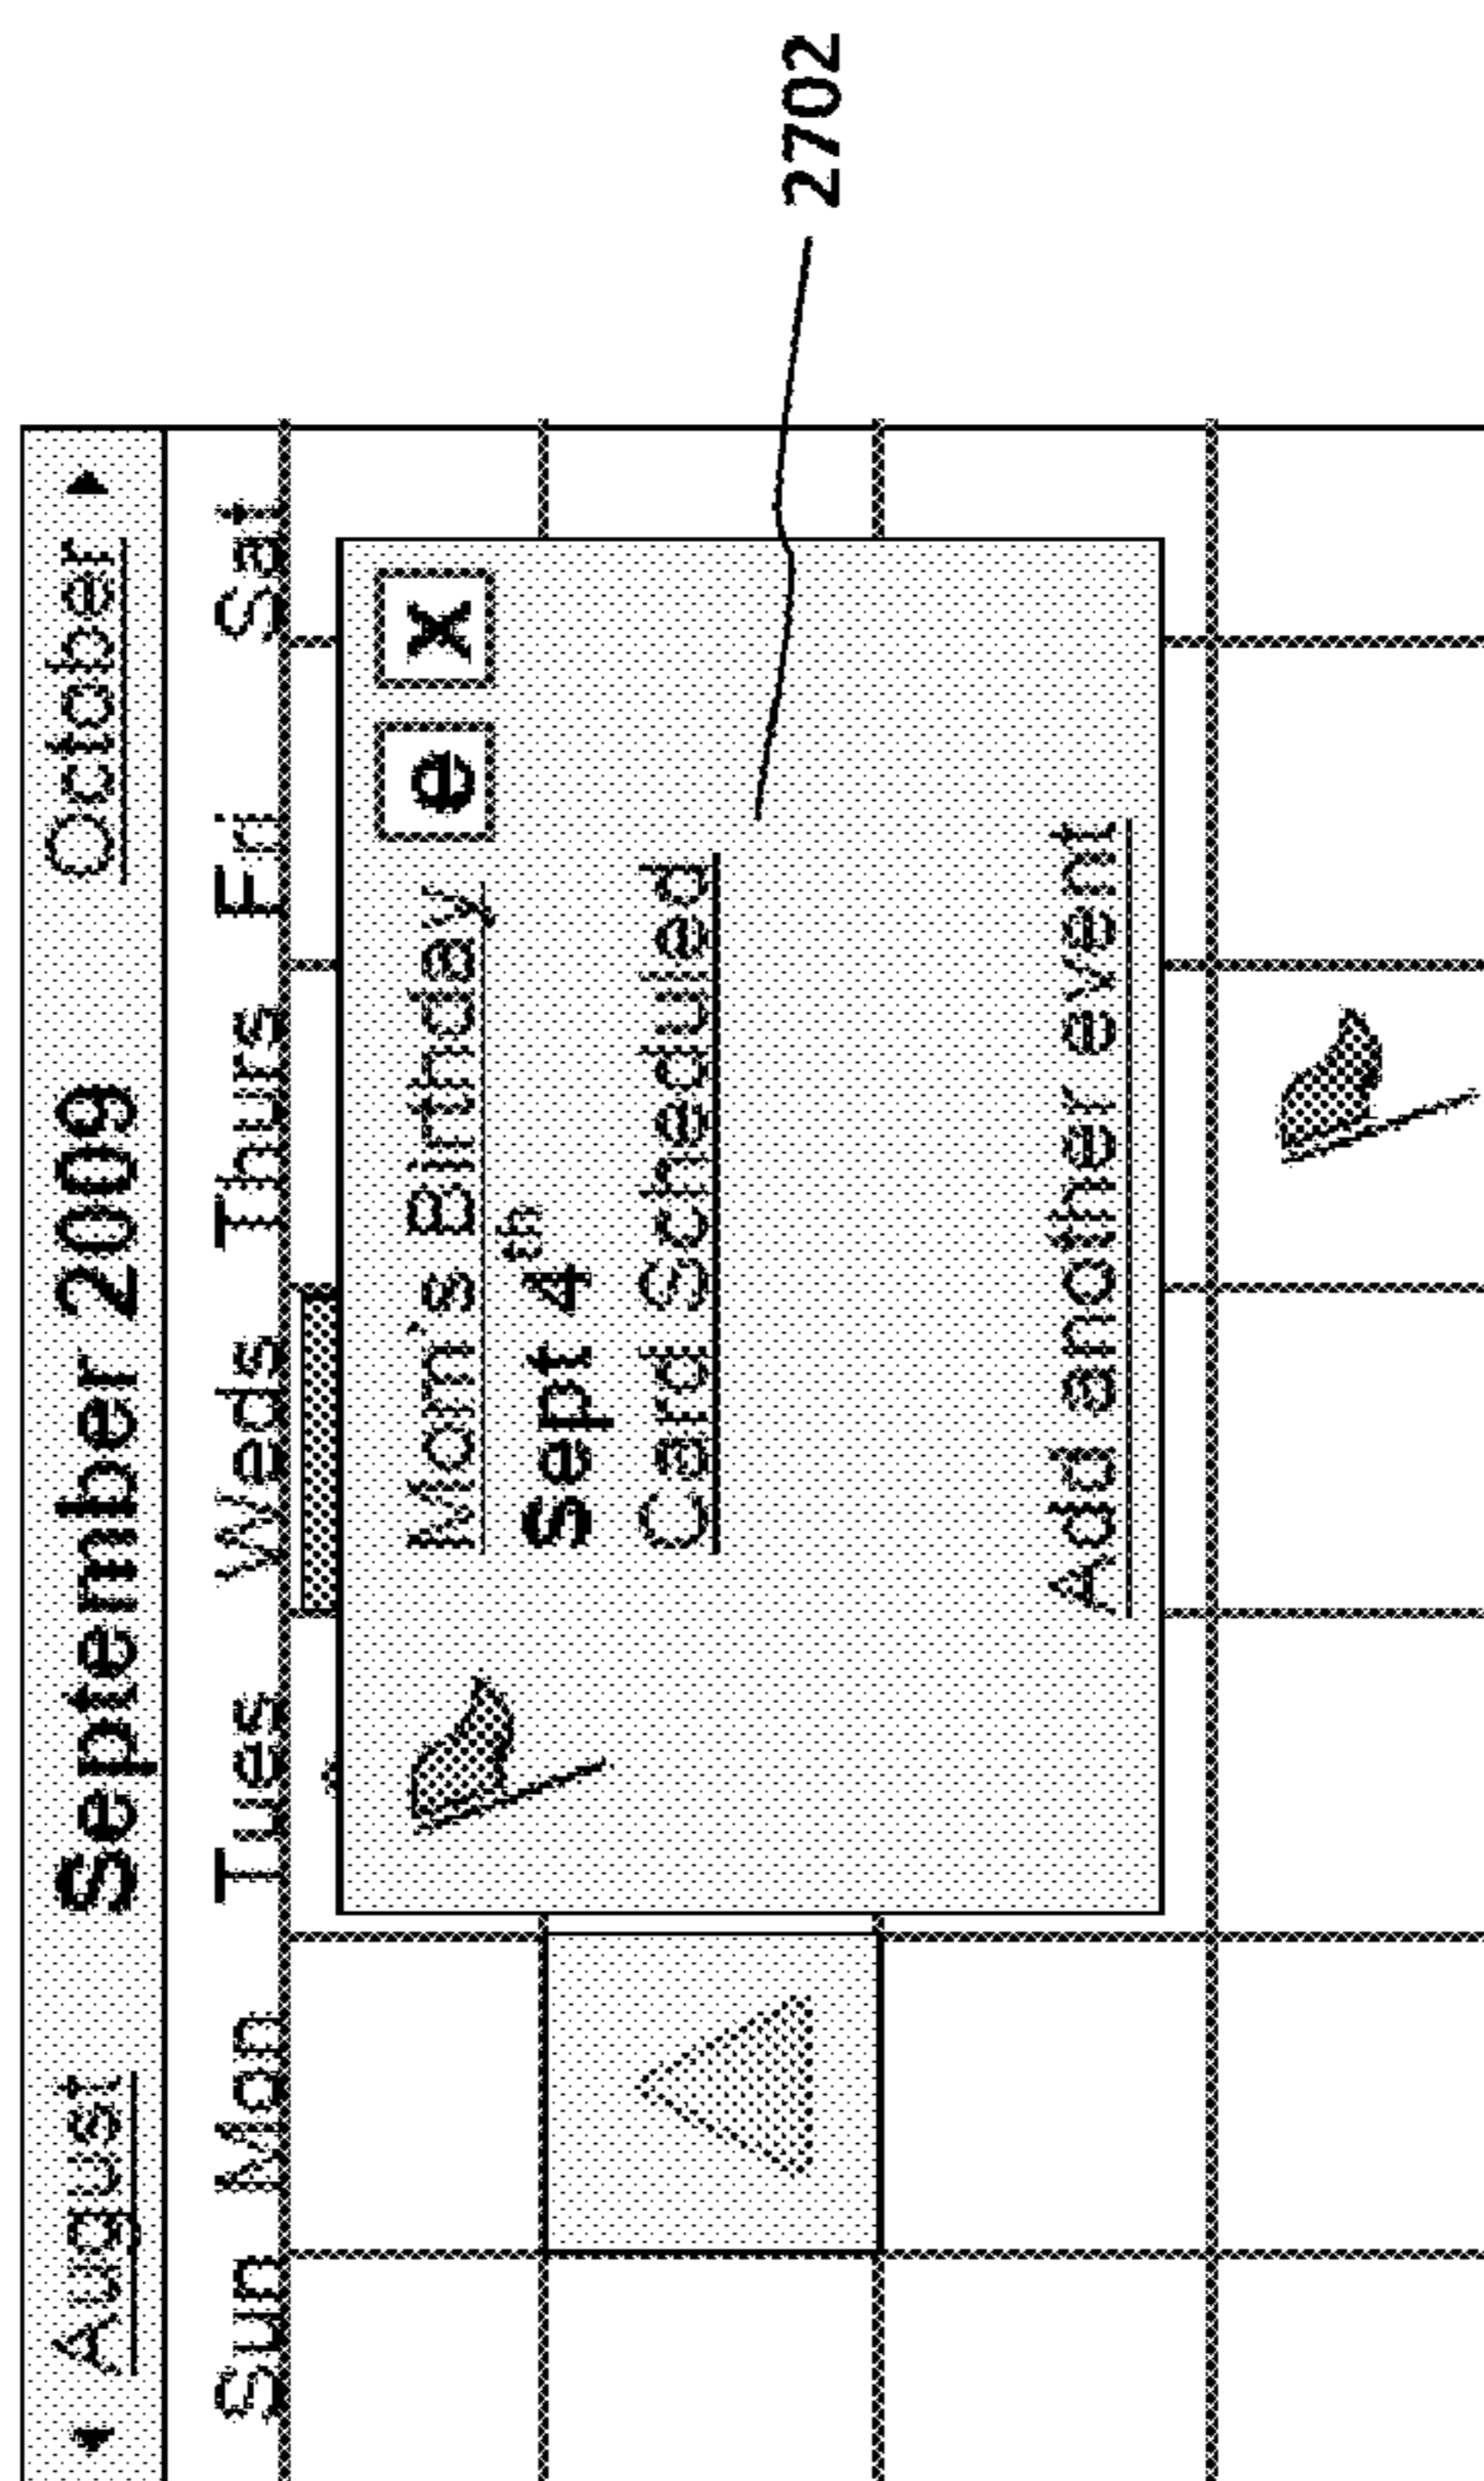 August September 2009 October
Sun Mon Tues Weds Thurs Fri Sat
Mom's Birthday e x
Sept 4th
Card Scheduled
2702
Add another event